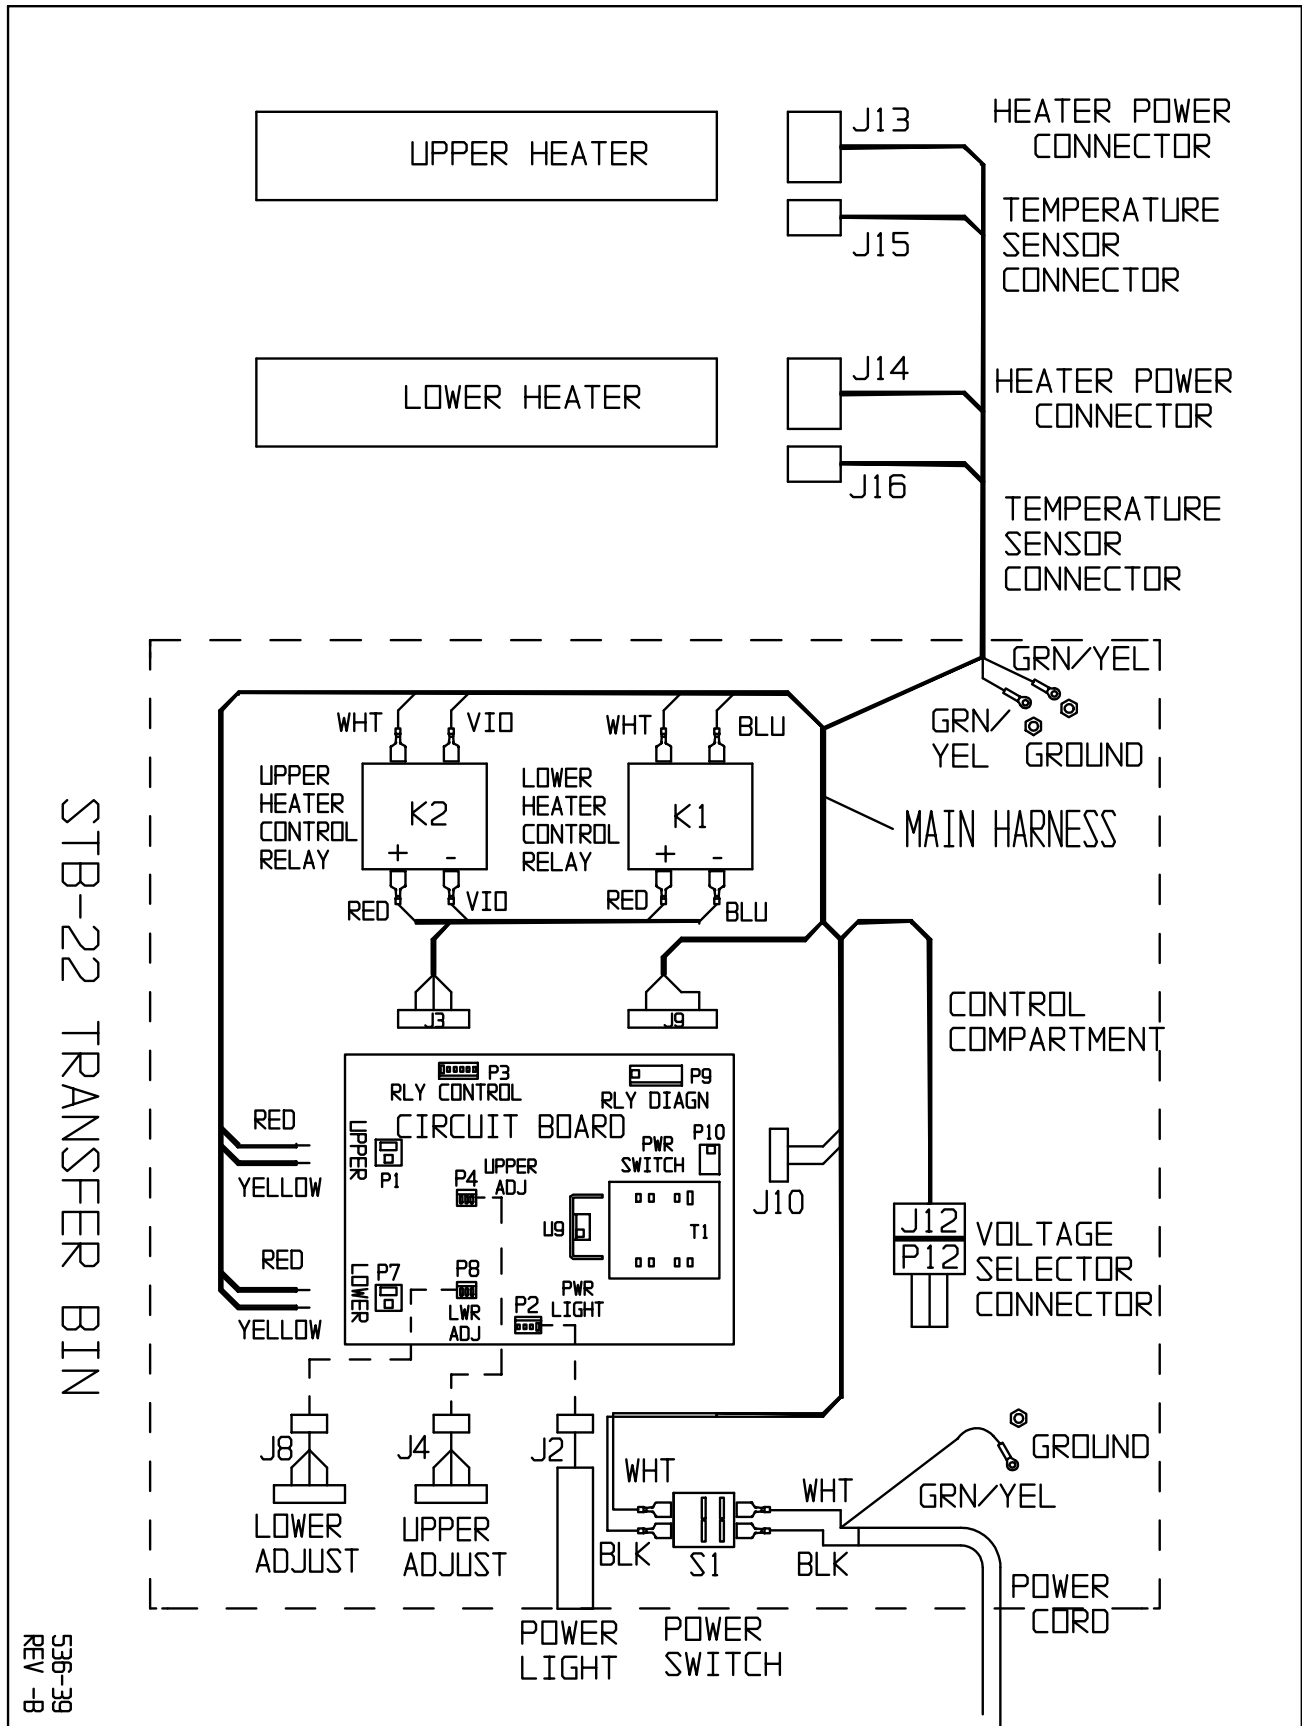 J13
HEATER POWER
CONNECTOR
UPPER HEATER
TEMPERATURE
SENSOR
CONNECTOR
J15
J14
HEATER POWER
CONNECTOR
LOWER HEATER
J16
TEMPERATURE
SENSOR
CONNECTOR
GRN/YEL
GRN/
YEL
GROUND
WHT
VIO
WHT
BLU
UPPER
HEATER
CONTROL
RELAY
K2
+ -
LOWER
HEATER
CONTROL
RELAY
K1
+ -
MAIN HARNESS
RED
VIO
RED
BLU
J3
J9
CONTROL
COMPARTMENT
P3
RLY CONTROL
P9
RLY DIAGN
CIRCUIT BOARD
RED
YELLOW
UPPER
P1
P4
UPPER
ADJ
PWR
SWITCH
P10
J10
U9
T1
J12
P12
VOLTAGE
SELECTOR
CONNECTOR
RED
YELLOW
LOWER
P7
P8
LWR
ADJ
P2
PWR
LIGHT
J8
LOWER
ADJUST
J4
UPPER
ADJUST
J2
POWER
LIGHT
WHT
BLK
S1
POWER
SWITCH
WHT
BLK
GROUND
GRN/YEL
POWER
CORD
STB-22 TRANSFER BIN
536-39
REV -B